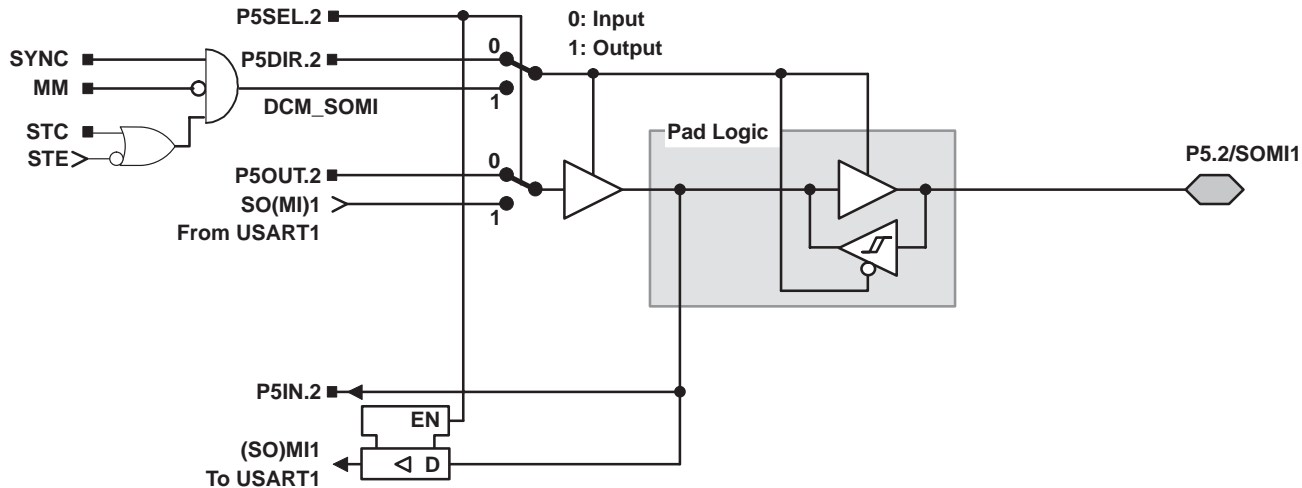 P5SEL.2
0: Input
1: Output
SYNC
MM
STC
STE
P5DIR.2
0
1
DCM_SOMI
Pad Logic
P5.2/SOMI1
P5OUT.2
0
SO(MI)1
1
From USART1
P5IN.2
EN
(SO)MI1
D
To USART1